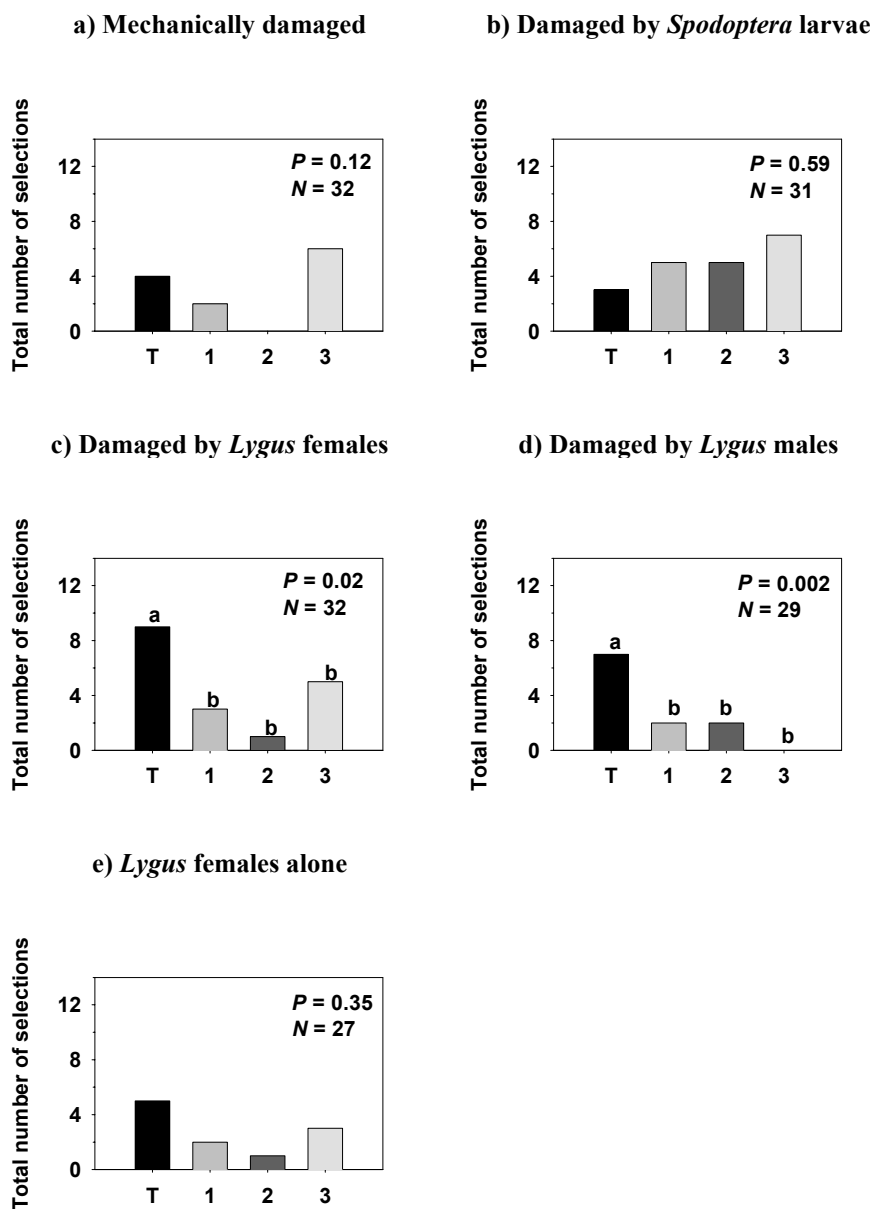 a) Mechanically damaged
Total number of selections
12
8
4
0
P = 0.12
N = 32
T 1 2 3
b) Damaged by Spodoptera larvae
Total number of selections
12
8
4
0
P = 0.59
N = 31
T 1 2 3
c) Damaged by Lygus females
Total number of selections
12
8
4
0
P = 0.02
N = 32
a
b
b
b
T 1 2 3
d) Damaged by Lygus males
Total number of selections
12
8
4
0
P = 0.002
N = 29
a
b
b
b
T 1 2 3
e) Lygus females alone
Total number of selections
12
8
4
0
P = 0.35
N = 27
T 1 2 3